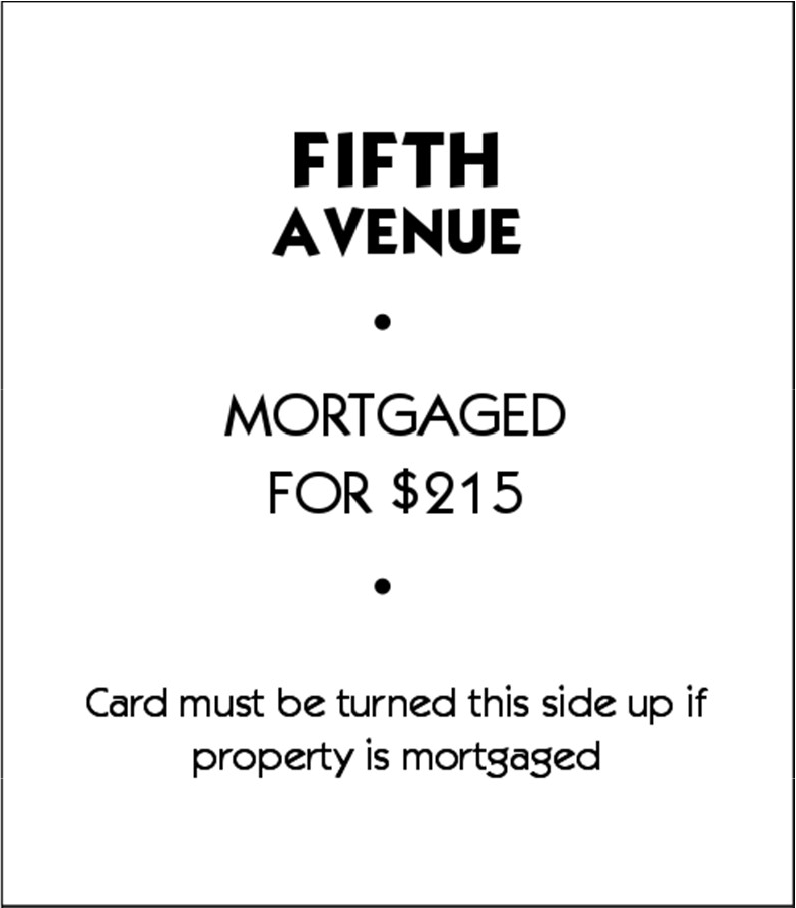 FIFTH
AVENUE
•
MORTGAGED
FOR $215
•
Card must be turned this side up if
property is mortgaged